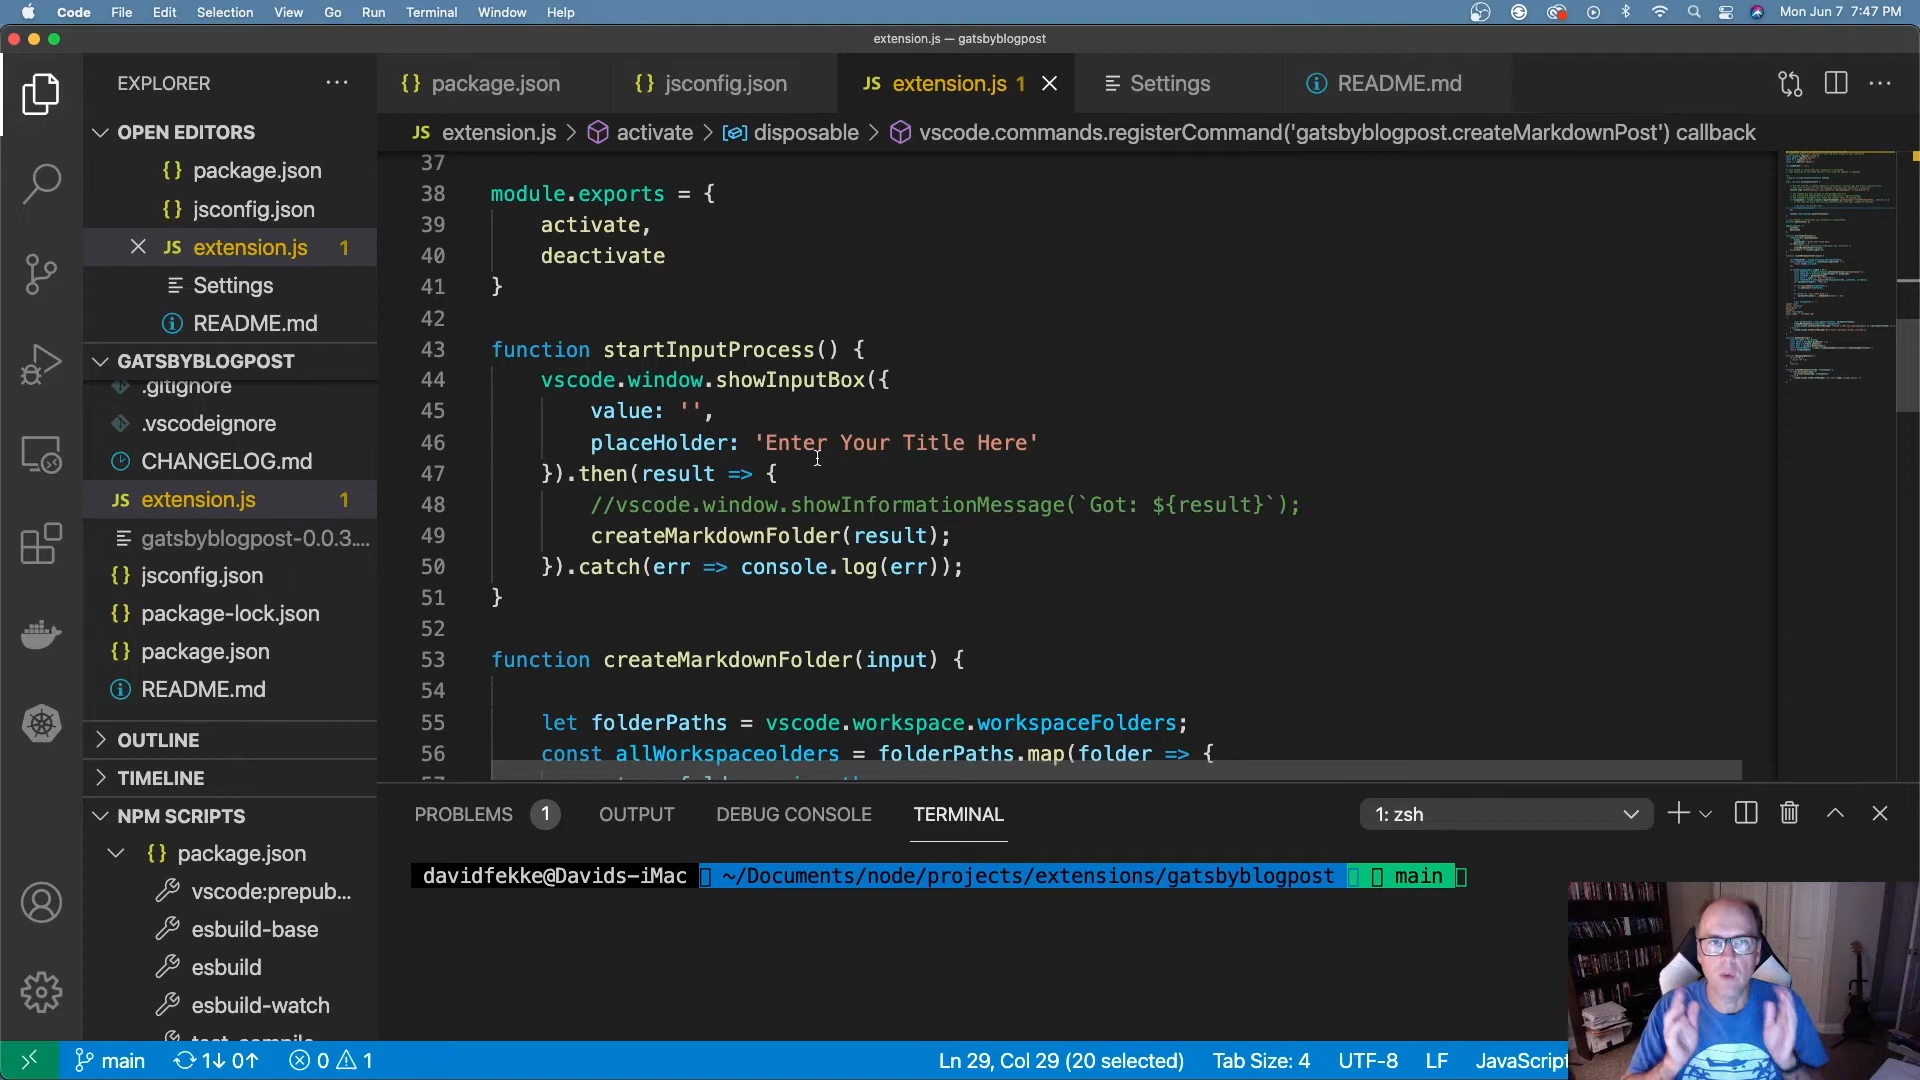 Code File Edit Selection View Go Run Terminal Window Help Mon Jun 7 7:47 PM
extension.js — gatsbyblogpost
EXPLORER
{} package.json {} jsconfig.json JS extension.js 1 Settings README.md
JS extension.js > activate > disposable > vscode.commands.registerCommand('gatsbyblogpost.createMarkdownPost') callback
OPEN EDITORS
{} package.json
{} jsconfig.json
JS extension.js 1
Settings
README.md
GATSBYBLOGPOST
.gitignore
.vscodeignore
CHANGELOG.md
JS extension.js 1
gatsbyblogpost-0.0.3....
{} jsconfig.json
{} package-lock.json
{} package.json
README.md
OUTLINE
TIMELINE
NPM SCRIPTS
{} package.json
vscode:prepub...
esbuild-base
esbuild
esbuild-watch
37
38 module.exports = {
39 activate,
40 deactivate
41 }
42
43 function startInputProcess() {
44 vscode.window.showInputBox({
45 value: '',
46 placeHolder: 'Enter Your Title Here'
47 }).then(result => {
48 //vscode.window.showInformationMessage(`Got: ${result}`);
49 createMarkdownFolder(result);
50 }).catch(err => console.log(err));
51 }
52
53 function createMarkdownFolder(input) {
54
55 let folderPaths = vscode.workspace.workspaceFolders;
56 const allWorkspaceolders = folderPaths.map(folder => {
PROBLEMS 1 OUTPUT DEBUG CONSOLE TERMINAL 1: zsh
davidfekke@Davids-iMac ~/Documents/node/projects/extensions/gatsbyblogpost main
main 1↓ 0↑ 0 1 Ln 29, Col 29 (20 selected) Tab Size: 4 UTF-8 LF JavaScript